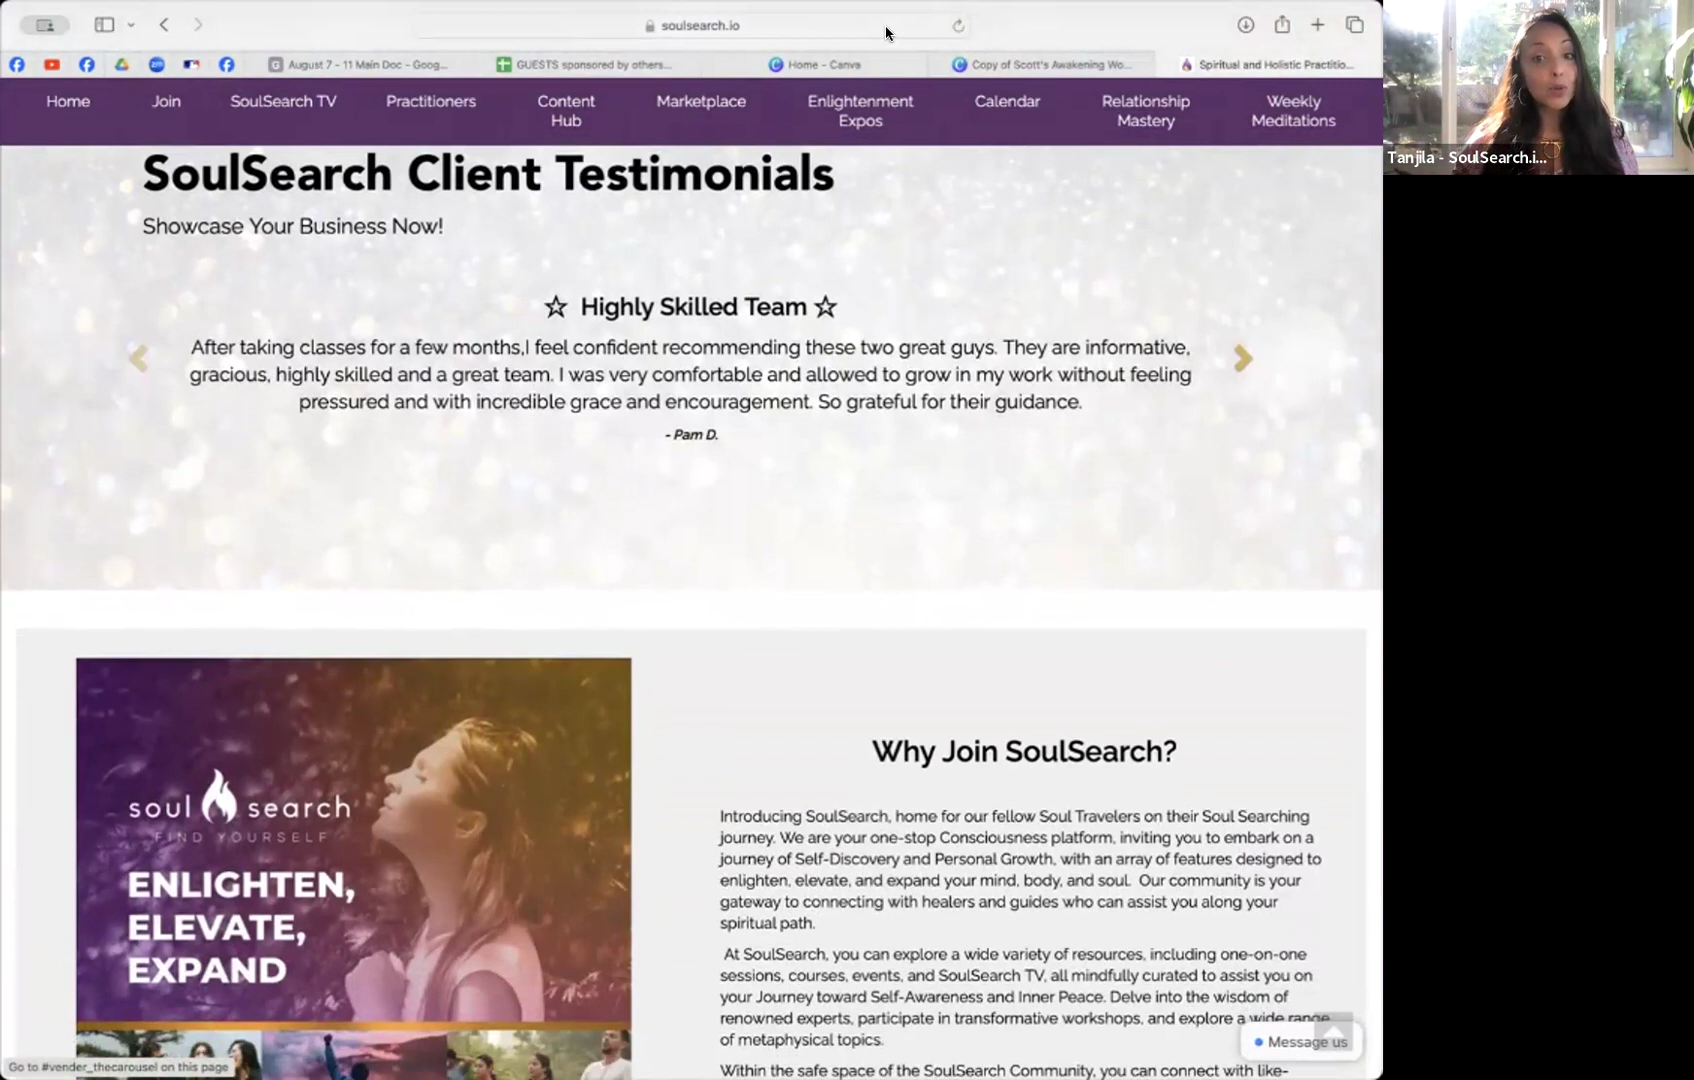 soulsearch.io
August 7 - 11 Main Doc - Goog...
GUESTS sponsored by others...
Home - Canva
Copy of Scott's Awakening Wo...
Spiritual and Holistic Practitio...
Home
Join
SoulSearch TV
Practitioners
Content
Hub
Marketplace
Enlightenment
Expos
Calendar
Relationship
Mastery
Weekly
Meditations
Tanjila - SoulSearch.i...
SoulSearch Client Testimonials
Showcase Your Business Now!
☆ Highly Skilled Team ☆
After taking classes for a few months,I feel confident recommending these two great guys. They are informative,
gracious, highly skilled and a great team. I was very comfortable and allowed to grow in my work without feeling
pressured and with incredible grace and encouragement. So grateful for their guidance.
- Pam D.
soul search
FIND YOURSELF
ENLIGHTEN,
ELEVATE,
EXPAND
Why Join SoulSearch?
Introducing SoulSearch, home for our fellow Soul Travelers on their Soul Searching
journey. We are your one-stop Consciousness platform, inviting you to embark on a
journey of Self-Discovery and Personal Growth, with an array of features designed to
enlighten, elevate, and expand your mind, body, and soul. Our community is your
gateway to connecting with healers and guides who can assist you along your
spiritual path.
At SoulSearch, you can explore a wide variety of resources, including one-on-one
sessions, courses, events, and SoulSearch TV, all mindfully curated to assist you on
your Journey toward Self-Awareness and Inner Peace. Delve into the wisdom of
renowned experts, participate in transformative workshops, and explore a wide range
of metaphysical topics.
Within the safe space of the SoulSearch Community, you can connect with like-
Message us
Go to #vender_thecarousel on this page